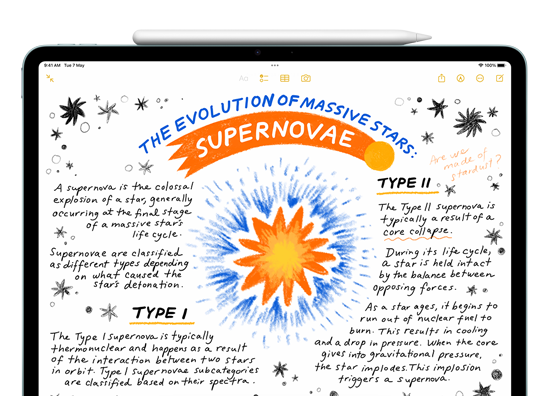 9:41 AM Tue 7 May
100%
Aa
THE EVOLUTION OF MASSIVE STARS:
SUPERNOVAE
A supernova is the colossal
explosion of a star, generally
occurring at the final stage
of a massive star's
life cycle.
Supernovae are classified
as different types depending
on what caused the
star's detonation.
TYPE I
The Type I Supernova is typically
thermonuclear and happens as a result
of the interaction between two stars
in orbit. Type I Supernovae subcategories
are classified based on their spectra.
Are we
made of
stardust?
TYPE II
The Type II supernova is
typically a result of a
core collapse.
During its life cycle,
a star is held intact
by the balance between
opposing forces.
As a star ages, it begins to
run out of nuclear fuel to
burn. This results in cooling
and a drop in pressure. When the core
gives into gravitational pressure,
the star implodes. This implosion
triggers a supernova.